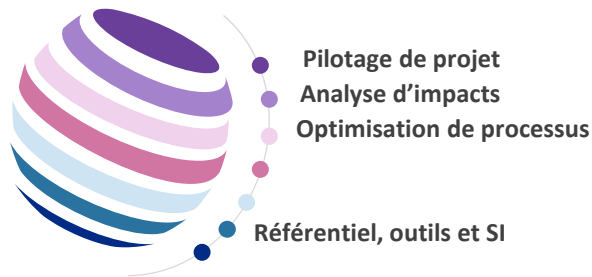 Pilotage de projet
Analyse d’impacts
Optimisation de processus
Référentiel, outils et SI